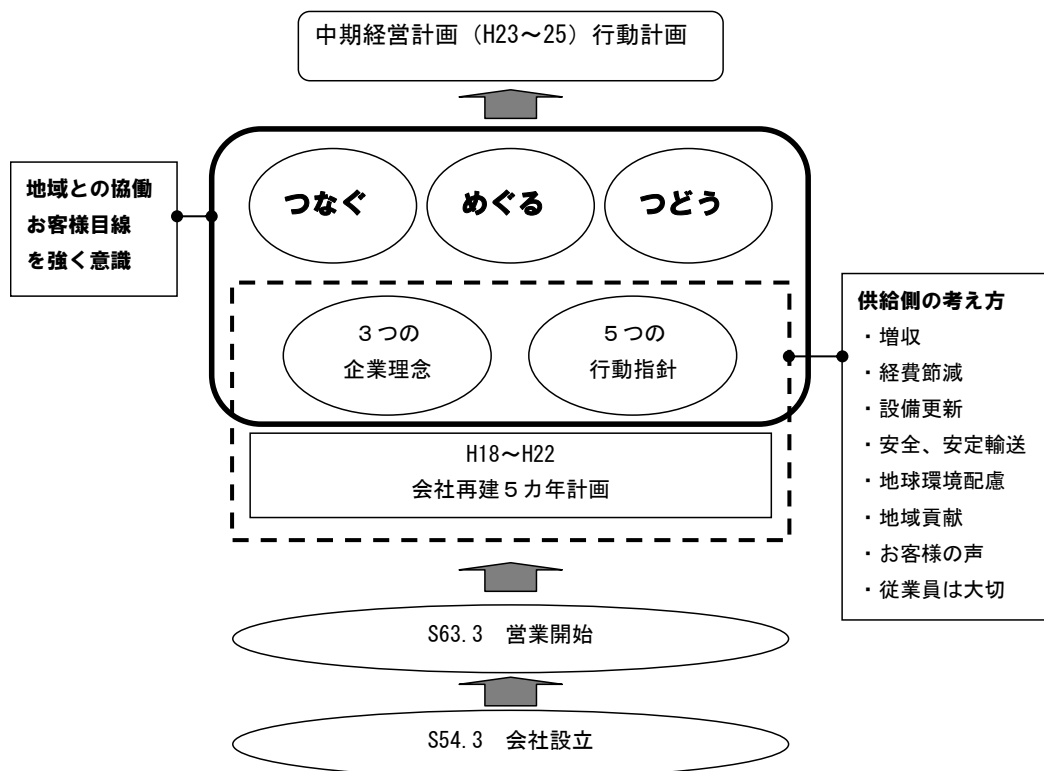 中期経営計画（H23～25）行動計画
地域との協働
お客様目線
を強く意識
つなぐ
めぐる
つどう
３つの
企業理念
５つの
行動指針
供給側の考え方
・増収
・経費節減
・設備更新
・安全、安定輸送
・地球環境配慮
・地域貢献
・お客様の声
・従業員は大切
H18～H22
会社再建５カ年計画
S63.3　営業開始
S54.3　会社設立